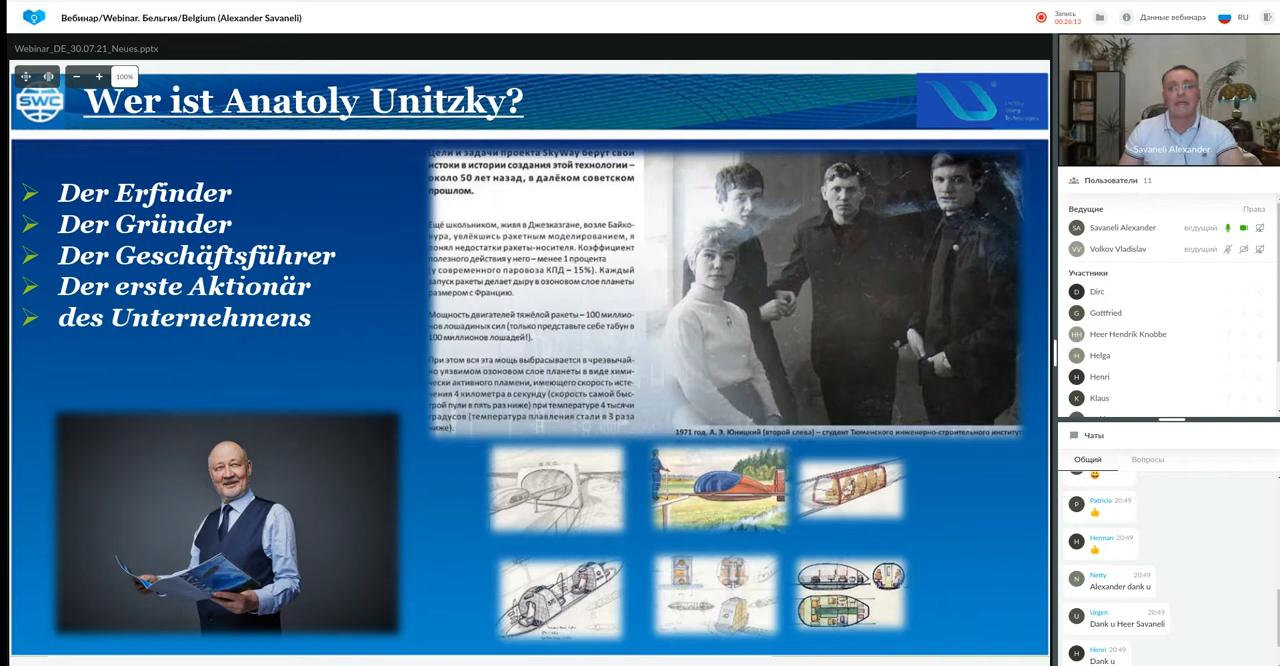 Вебинар/Webinar. Бельгия/Belgium (Alexander Savaneli)
Запись
00:26:13
Данные вебинара
RU
Webinar_DE_30.07.21_Neues.pptx
100%
SWC
Wer ist Anatoly Unitzky?
Der Erfinder
Der Gründer
Der Geschäftsführer
Der erste Aktionär
des Unternehmens
цели и задачи проекта SkyWay берут свои
истоки в истории создания этой технологии –
около 50 лет назад, в далёком советском
прошлом.
Ещё школьником, живя в Джезказгане, возле Байко-
нура, увлёкшись ракетным моделированием, я
понял недостатки ракеты-носителя. Коэффициент
полезного действия у него – менее 1 процента
(у современного паровоза КПД – 15%). Каждый
запуск ракеты делает дыру в озоновом слое планеты
размером с Францию.
Мощность двигателей тяжёлой ракеты – 100 миллио-
нов лошадиных сил (только представьте себе табун в
100 миллионов лошадей!).
При этом вся эта мощь выбрасывается в чрезвычай-
но уязвимом озоновом слое планеты в виде хими-
чески активного пламени, имеющего скорость исте-
чения 4 километра в секунду (скорость самой быс-
трой пули в пять раз ниже) при температуре 4 тысячи
градусов (температура плавления стали в 3 раза
ниже).
1971 год. А. Э. Юницкий (второй слева) – студент Тюменского инженерно-строительного институт
Savaneli Alexander
Пользователи 11
Ведущие Права
SA Savaneli Alexander ведущий
VV Volkov Vladislav ведущий
Участники
D Dirc
G Gottfried
HH Heer Hendrik Knobbe
H Helga
H Henri
K Klaus
Чаты
Общий Вопросы
P Patricia 20:49
H Herman 20:49
N Netty 20:49
Alexander dank u
U Urgen 20:49
Dank u Heer Savaneli
H Henri 20:49
Dank u